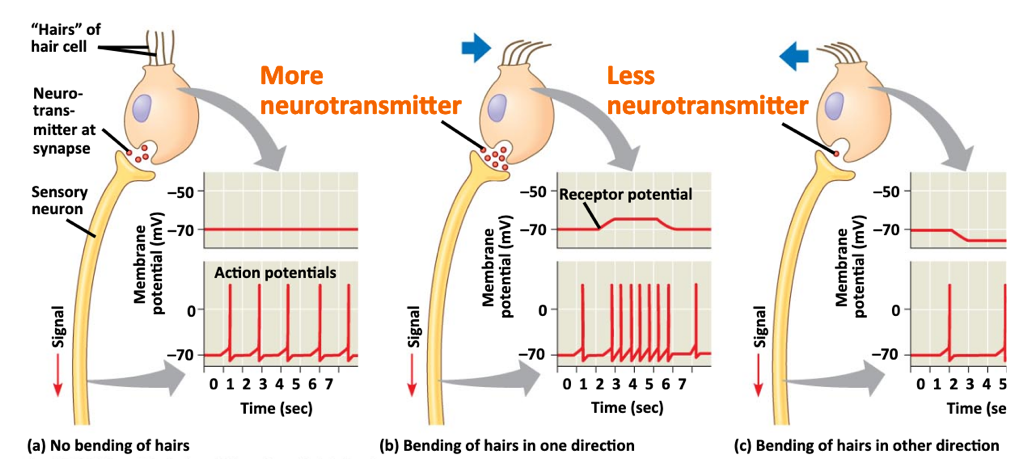 “Hairs” of
hair cell
Neuro-
trans-
mitter at
synapse
Sensory
neuron
Signal
More
neurotransmitter
Membrane
potential (mV)
–50
–70
Action potentials
0
–70
0 1 2 3 4 5 6 7
Time (sec)
(a) No bending of hairs
Less
neurotransmitter
Signal
Membrane
potential (mV)
–50
Receptor potential
–70
0
–70
0 1 2 3 4 5 6 7
Time (sec)
(b) Bending of hairs in one direction
Signal
Membrane
potential (mV)
–50
–70
0
–70
0 1 2 3 4 5
Time (se
(c) Bending of hairs in other direction